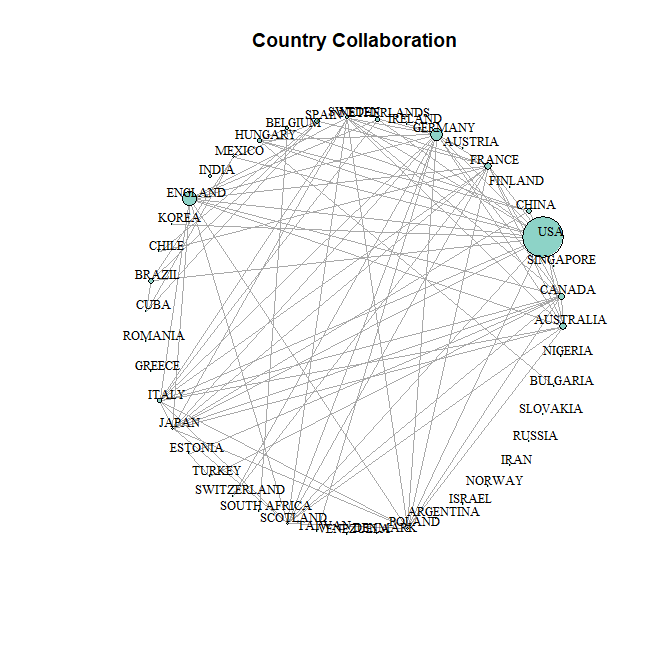 Country Collaboration
SWEDEN
NETHERLANDS
SPAIN
IRELAND
BELGIUM
GERMANY
HUNGARY
AUSTRIA
MEXICO
FRANCE
INDIA
FINLAND
ENGLAND
CHINA
KOREA
USA
CHILE
SINGAPORE
BRAZIL
CANADA
CUBA
AUSTRALIA
ROMANIA
NIGERIA
GREECE
BULGARIA
ITALY
SLOVAKIA
JAPAN
RUSSIA
ESTONIA
IRAN
TURKEY
NORWAY
SWITZERLAND
ISRAEL
SOUTH AFRICA
ARGENTINA
SCOTLAND
POLAND
TAIWAN
VENEZUELA
DENMARK